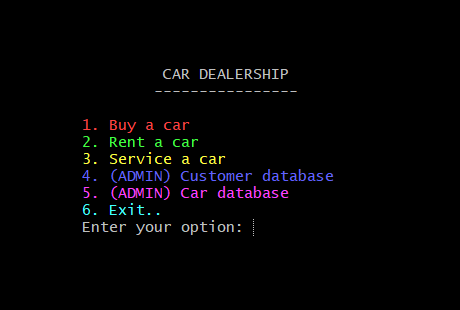 CAR DEALERSHIP
----------------
1. Buy a car
2. Rent a car
3. Service a car
4. (ADMIN) Customer database
5. (ADMIN) Car database
6. Exit..
Enter your option: